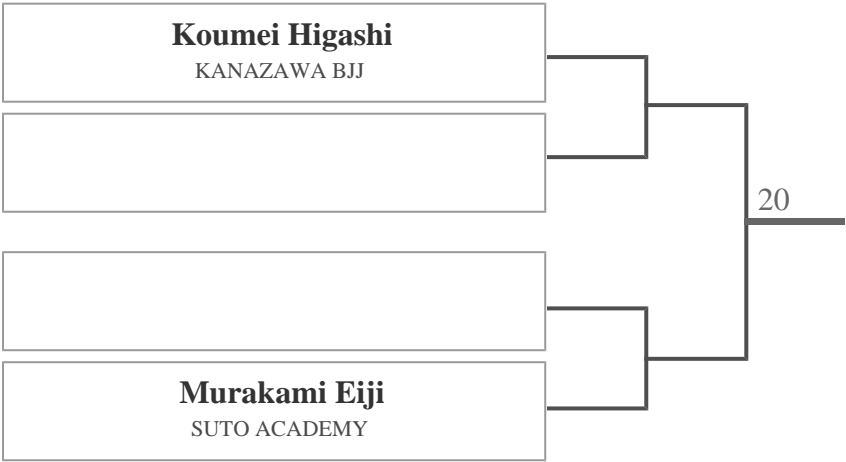 Koumei Higashi
KANAZAWA BJJ
20
Murakami Eiji
SUTO ACADEMY